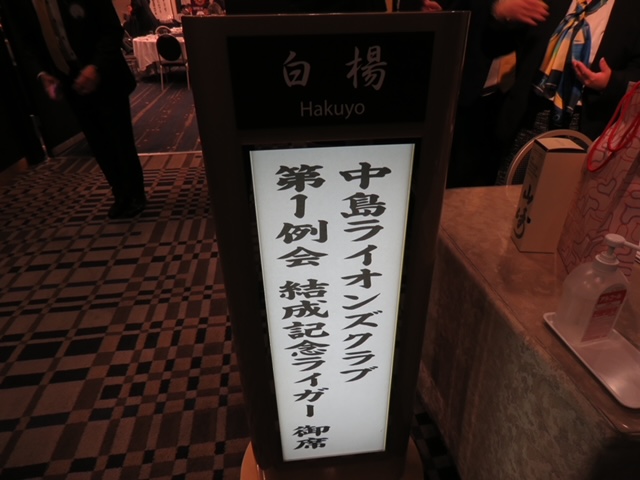 白楊
Hakuyo
中島ライオンズクラブ
第1例会 結成記念ライガー 御席